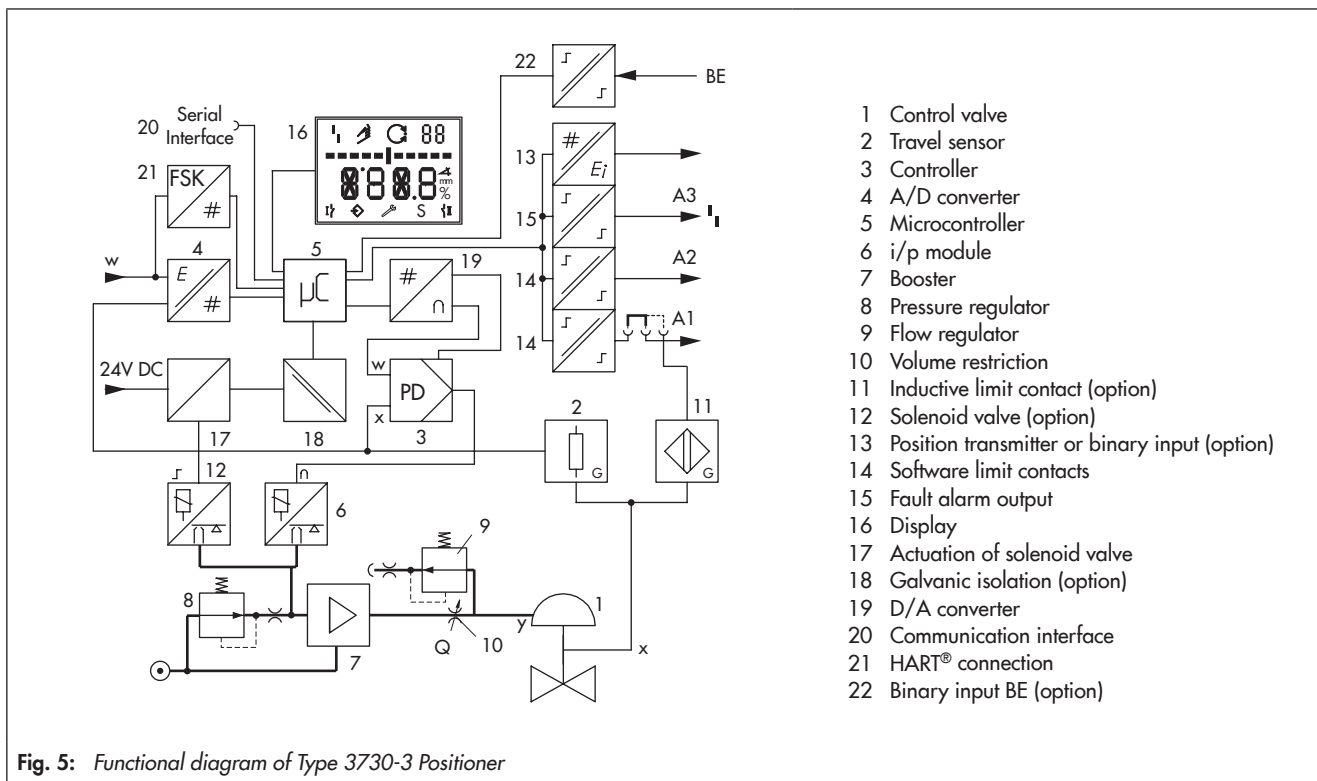 22
BE
Serial
20 Interface
16
88
8 8 8.8
mm
%
S
21
FSK
#
13
#
Ei
A3
15
w
4
E
#
5
µC
19
#
∩
14
A2
14
A1
24V DC
w
PD
x
3
17
18
2
G
11
G
12
∩
6
9
8
7
Q
10
y
1
x
1 Control valve
2 Travel sensor
3 Controller
4 A/D converter
5 Microcontroller
6 i/p module
7 Booster
8 Pressure regulator
9 Flow regulator
10 Volume restriction
11 Inductive limit contact (option)
12 Solenoid valve (option)
13 Position transmitter or binary input (option)
14 Software limit contacts
15 Fault alarm output
16 Display
17 Actuation of solenoid valve
18 Galvanic isolation (option)
19 D/A converter
20 Communication interface
21 HART® connection
22 Binary input BE (option)
Fig. 5: Functional diagram of Type 3730-3 Positioner